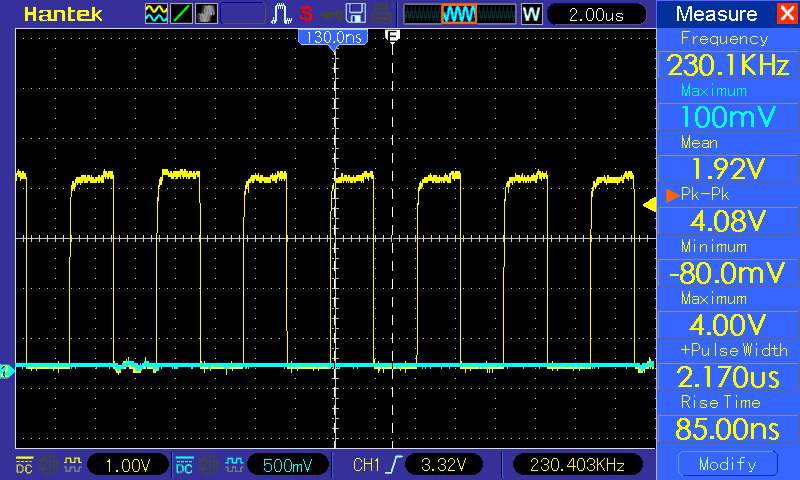 Hantek S W 2.00us Measure
130.0ns F
Frequency
230.1KHz
Maximum
100mV
Mean
1.92V
Pk-Pk
4.08V
Minimum
-80.0mV
Maximum
4.00V
+Pulse Width
2.170us
Rise Time
85.00ns
Modify
DC 1.00V DC 500mV CH1 3.32V 230.403KHz